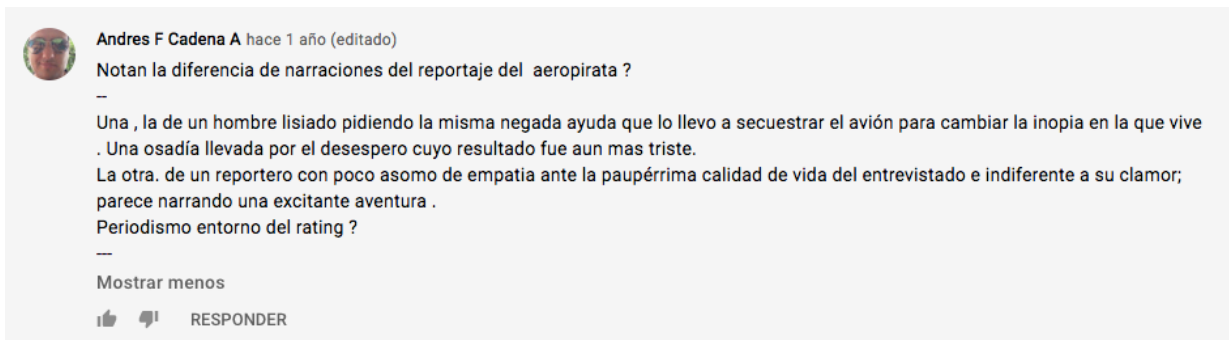 Andres F Cadena A hace 1 año (editado)
Notan la diferencia de narraciones del reportaje del aeropirata ?
--
Una , la de un hombre lisiado pidiendo la misma negada ayuda que lo llevo a secuestrar el avión para cambiar la inopia en la que vive
. Una osadía llevada por el desespero cuyo resultado fue aun mas triste.
La otra. de un reportero con poco asomo de empatia ante la paupérrima calidad de vida del entrevistado e indiferente a su clamor;
parece narrando una excitante aventura .
Periodismo entorno del rating ?
---
Mostrar menos
RESPONDER